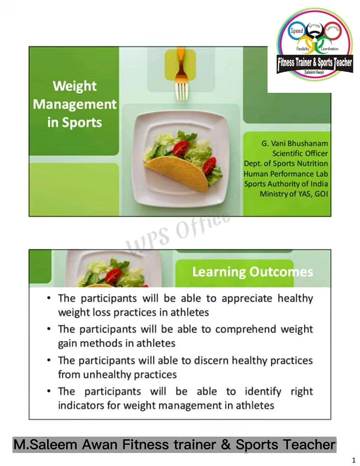 Speed
Fitness Trainer & Sports Teacher
Saleem Awan
Weight
Management
in Sports
G. Vani Bhushanam
Scientific Officer
Dept. of Sports Nutrition
Human Performance Lab
Sports Authority of India
Ministry of YAS, GOI
WPS Office
Learning Outcomes
• The participants will be able to appreciate healthy
weight loss practices in athletes
• The participants will be able to comprehend weight
gain methods in athletes
• The participants will able to discern healthy practices
from unhealthy practices
• The participants will be able to identify right
indicators for weight management in athletes
M.Saleem Awan Fitness trainer & Sports Teacher
1